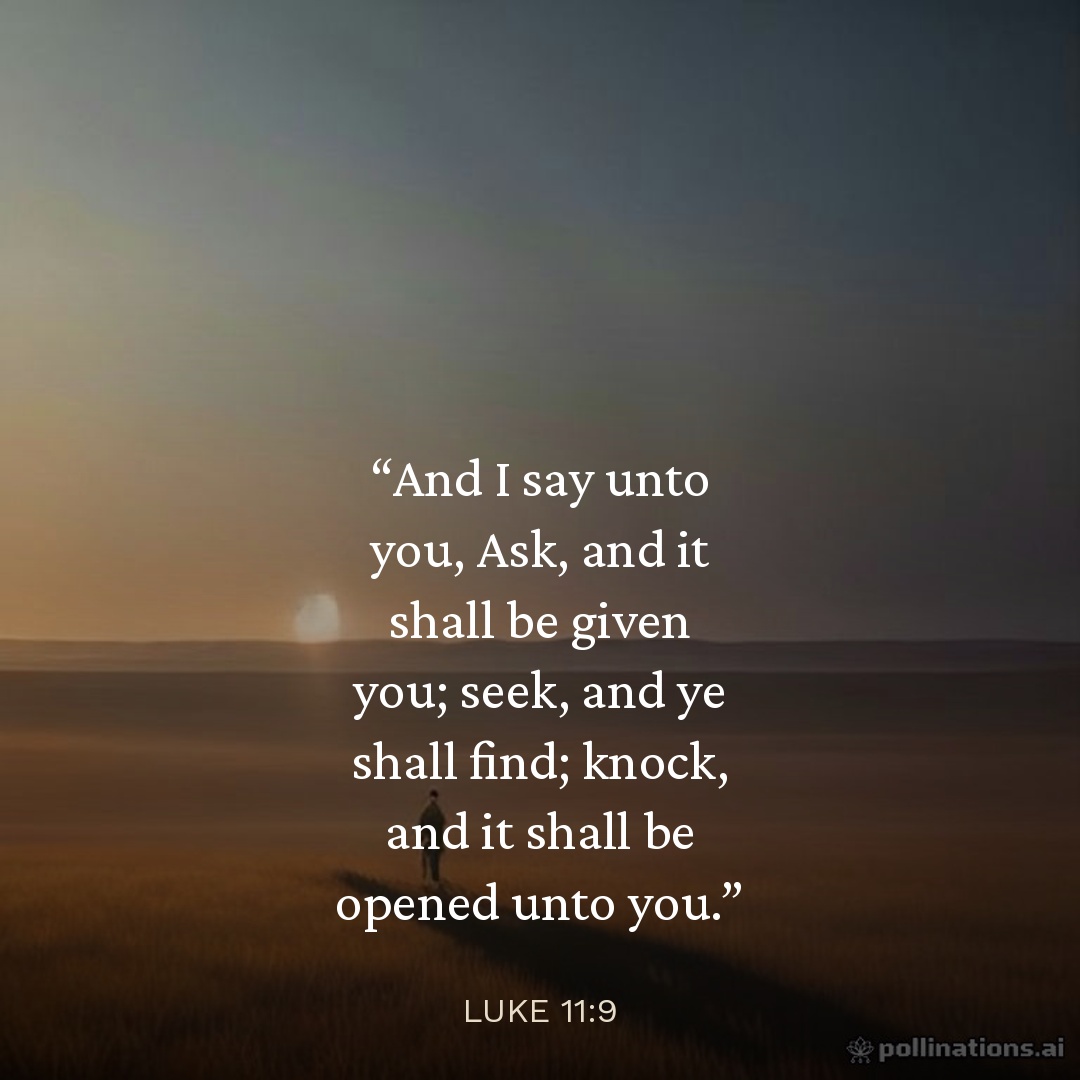 “And I say unto
you, Ask, and it
shall be given
you; seek, and ye
shall find; knock,
and it shall be
opened unto you.”
LUKE 11:9
pollinations.ai